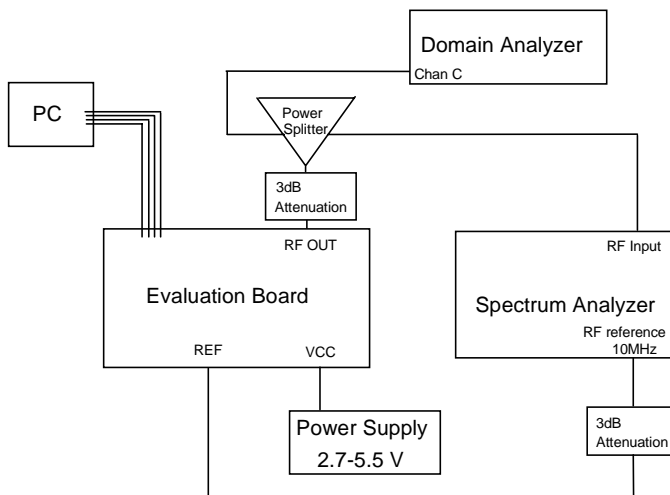 Domain Analyzer
Chan C
PC
Power
Splitter
3dB
Attenuation
RF OUT
Evaluation Board
REF
VCC
RF Input
Spectrum Analyzer
RF reference
10MHz
Power Supply
2.7-5.5 V
3dB
Attenuation